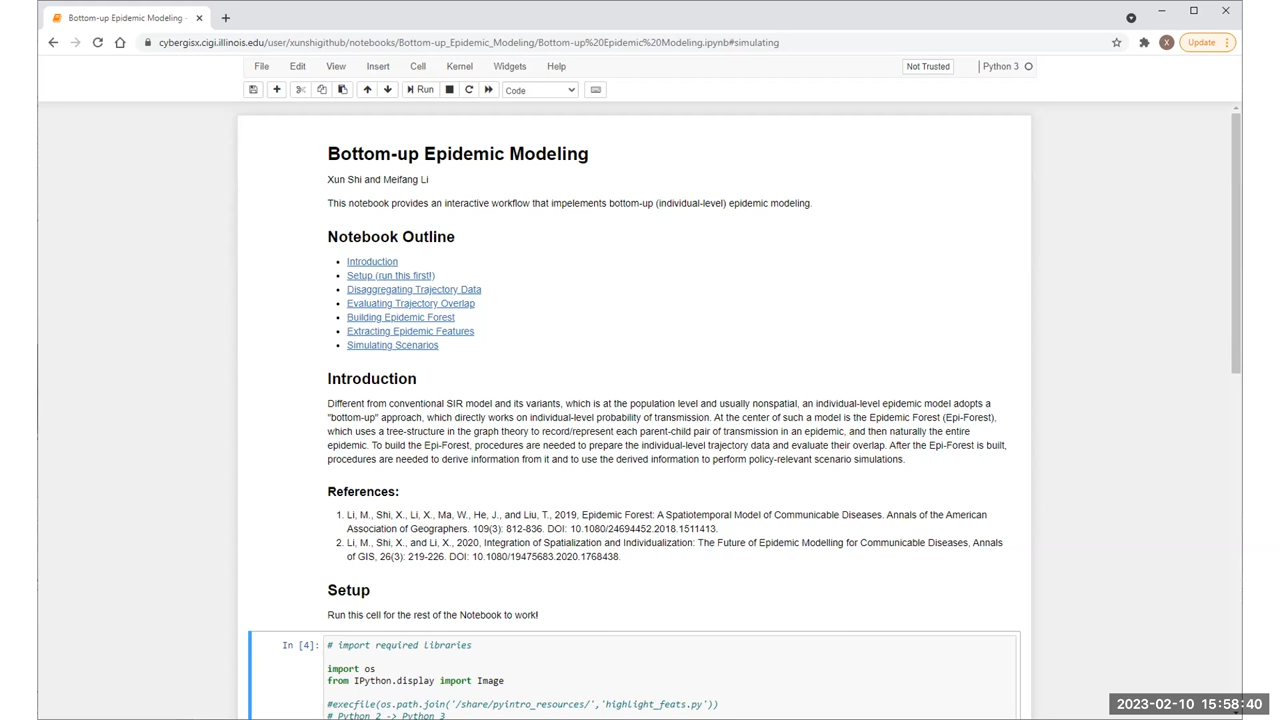 Bottom-up Epidemic Modeling -
cybergisx.cigi.illinois.edu/user/xunshigithub/notebooks/Bottom-up_Epidemic_Modeling/Bottom-up%20Epidemic%20Modeling.ipynb#simulating
X
Update
File Edit View Insert Cell Kernel Widgets Help
Not Trusted
Python 3
Run
Code
Bottom-up Epidemic Modeling
Xun Shi and Meifang Li
This notebook provides an interactive workflow that impelements bottom-up (individual-level) epidemic modeling.
Notebook Outline
• Introduction
• Setup (run this first!)
• Disaggregating Trajectory Data
• Evaluating Trajectory Overlap
• Building Epidemic Forest
• Extracting Epidemic Features
• Simulating Scenarios
Introduction
Different from conventional SIR model and its variants, which is at the population level and usually nonspatial, an individual-level epidemic model adopts a
"bottom-up" approach, which directly works on individual-level probability of transmission. At the center of such a model is the Epidemic Forest (Epi-Forest),
which uses a tree-structure in the graph theory to record/represent each parent-child pair of transmission in an epidemic, and then naturally the entire
epidemic. To build the Epi-Forest, procedures are needed to prepare the individual-level trajectory data and evaluate their overlap. After the Epi-Forest is built,
procedures are needed to derive information from it and to use the derived information to perform policy-relevant scenario simulations.
References:
1. Li, M., Shi, X., Li, X., Ma, W., He, J., and Liu, T., 2019, Epidemic Forest: A Spatiotemporal Model of Communicable Diseases. Annals of the American
Association of Geographers. 109(3): 812-836. DOI: 10.1080/24694452.2018.1511413.
2. Li, M., Shi, X., and Li, X., 2020, Integration of Spatialization and Individualization: The Future of Epidemic Modelling for Communicable Diseases, Annals
of GIS, 26(3): 219-226. DOI: 10.1080/19475683.2020.1768438.
Setup
Run this cell for the rest of the Notebook to work!
In [4]:
# import required libraries
import os
from IPython.display import Image
#execfile(os.path.join('/share/pyintro_resources/','highlight_feats.py'))
# Python 2 -> Python 3
2023-02-10 15:58:40